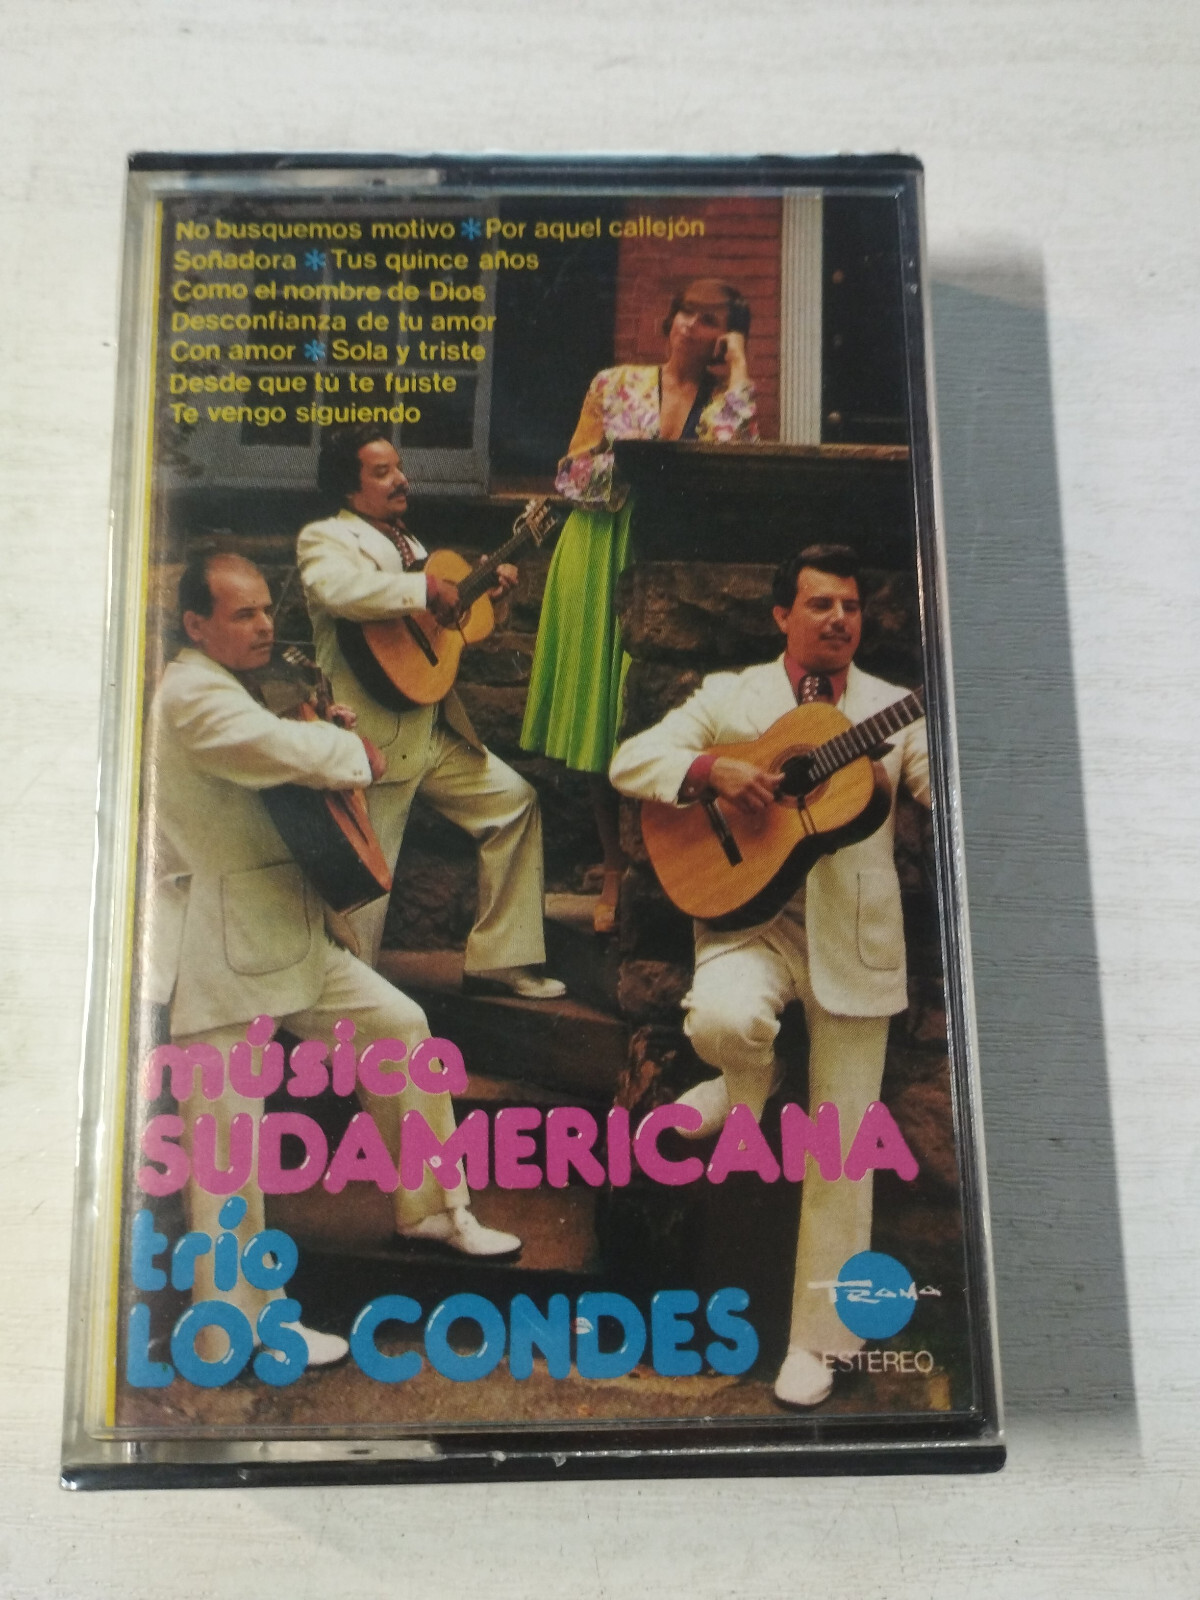 No busquemos motivo * Por aquel callejón
Soñadora * Tus quince años
Como el nombre de Dios
Desconfianza de tu amor
Con amor * Sola y triste
Desde que tú te fuiste
Te vengo siguiendo
música
SUDAMERICANA
trío
LOS CONDES
TRAMA
ESTEREO